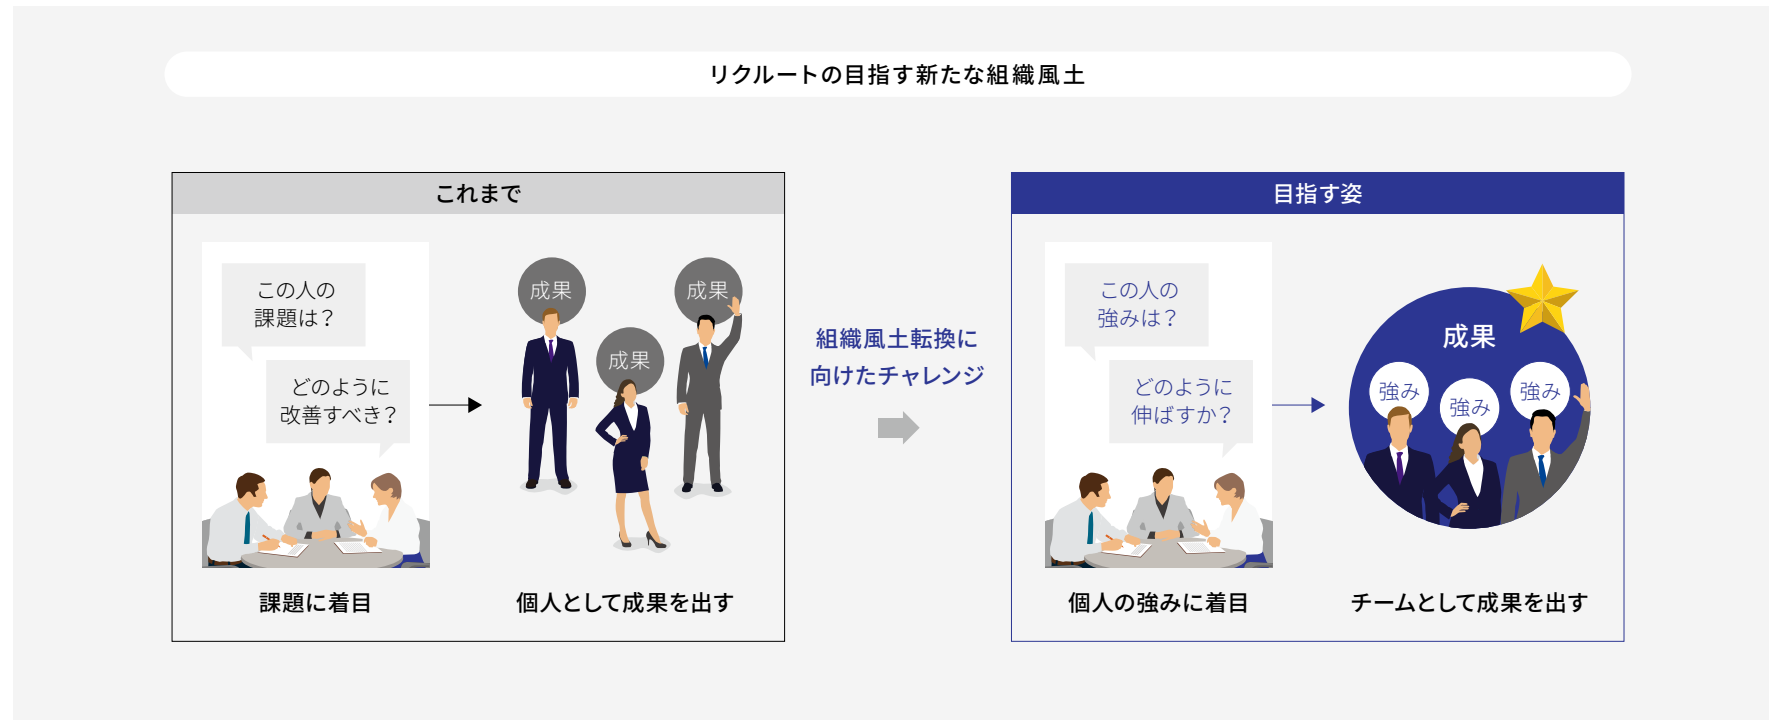 リクルートの目指す新たな組織風土
これまで
この人の
課題は？
どのように
改善すべき？
成果
成果
成果
課題に着目
個人として成果を出す
組織風土転換に
向けたチャレンジ
目指す姿
この人の
強みは？
どのように
伸ばすか？
成果
強み
強み
強み
個人の強みに着目
チームとして成果を出す